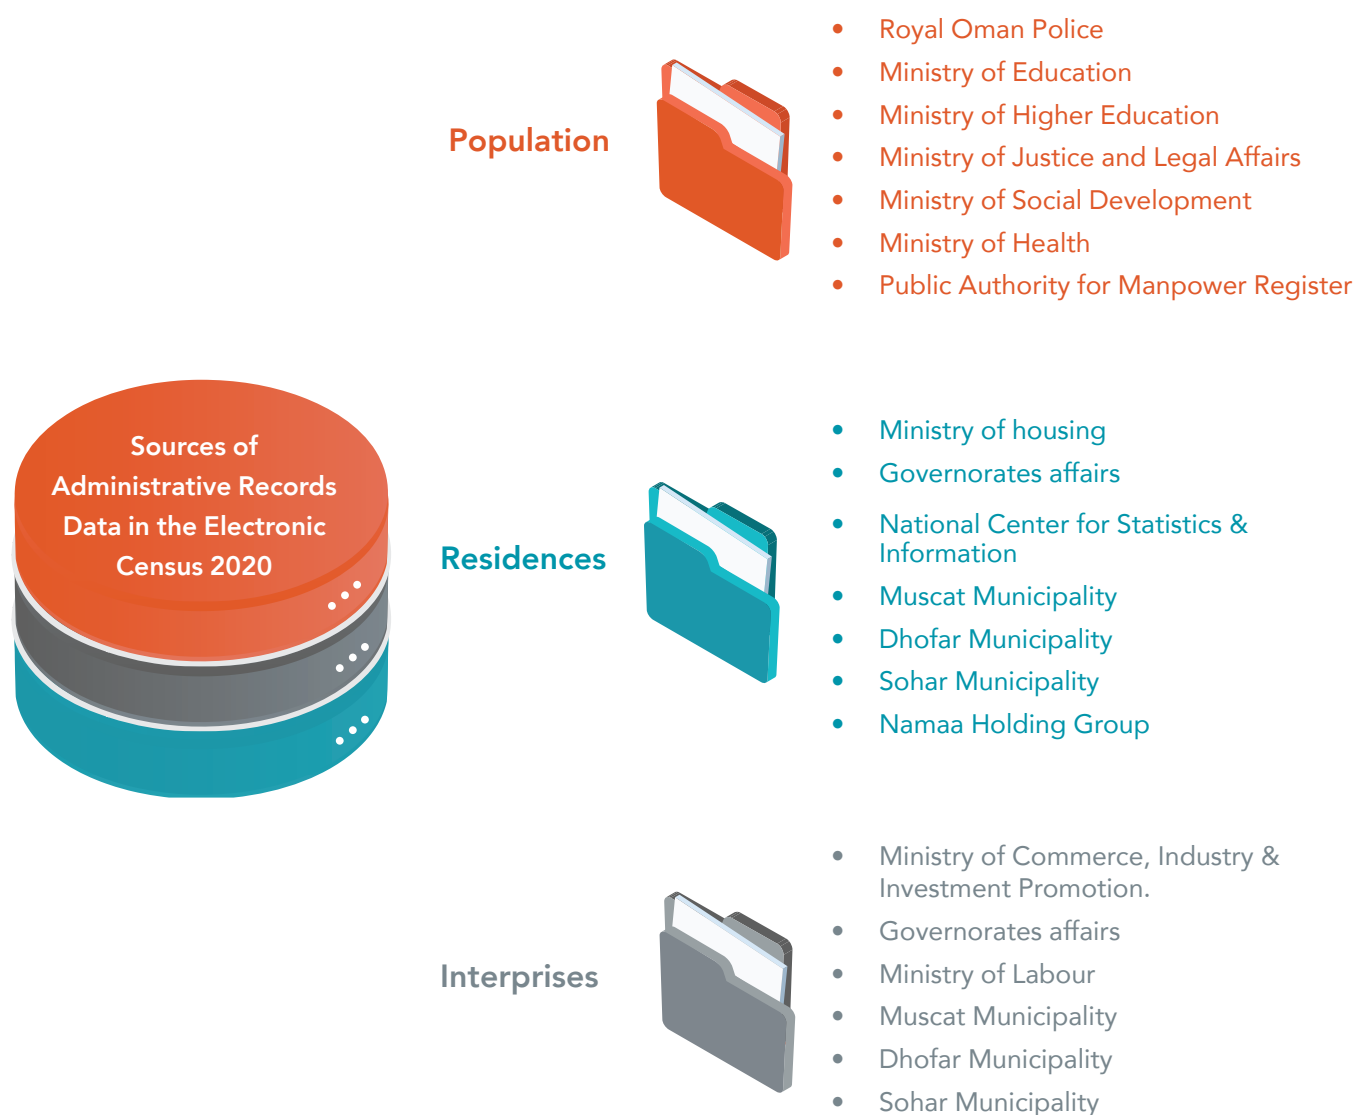 Sources of
Administrative Records
Data in the Electronic
Census 2020
Population
• Royal Oman Police
• Ministry of Education
• Ministry of Higher Education
• Ministry of Justice and Legal Affairs
• Ministry of Social Development
• Ministry of Health
• Public Authority for Manpower Register
Residences
• Ministry of housing
• Governorates affairs
• National Center for Statistics &
Information
• Muscat Municipality
• Dhofar Municipality
• Sohar Municipality
• Namaa Holding Group
Interprises
• Ministry of Commerce, Industry &
Investment Promotion.
• Governorates affairs
• Ministry of Labour
• Muscat Municipality
• Dhofar Municipality
• Sohar Municipality